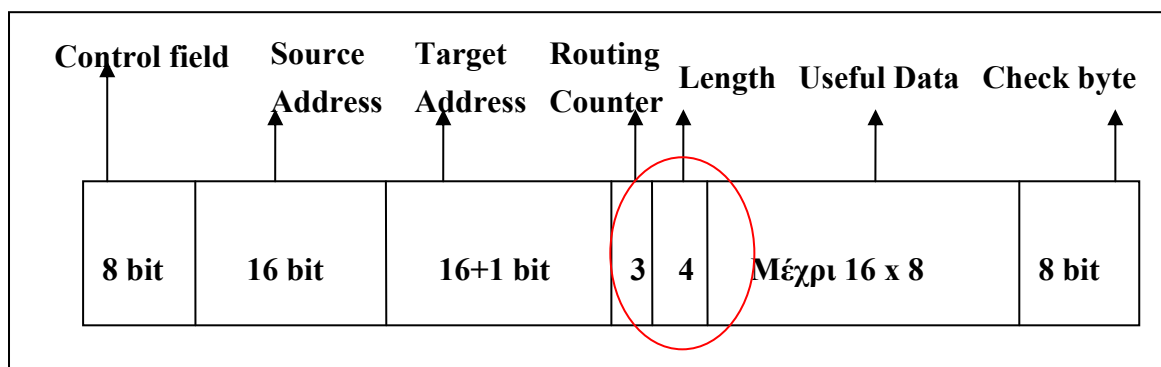 Control field
Source
Address
Target
Address
Routing
Counter
Length
Useful Data
Check byte
8 bit
16 bit
16+1 bit
3
4
Μέχρι 16 x 8
8 bit